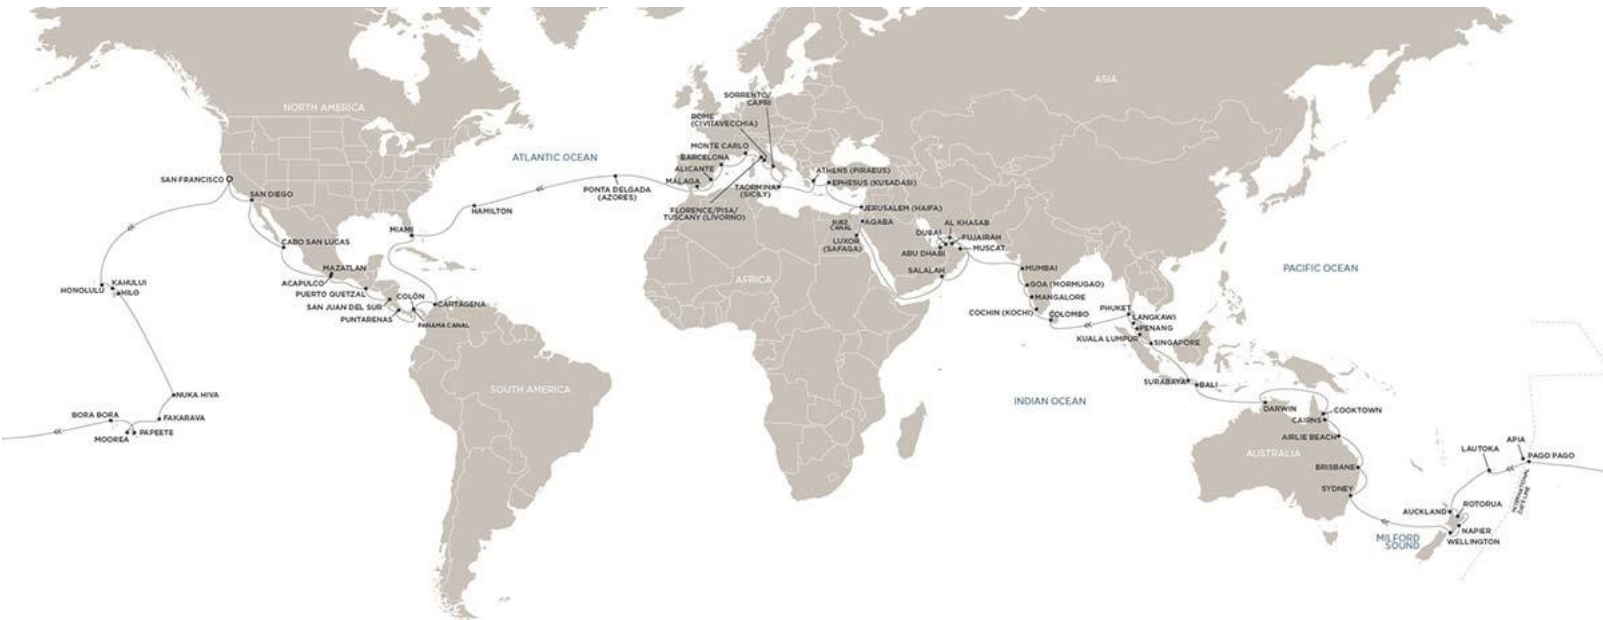 NORTH AMERICA
ASIA
ATLANTIC OCEAN
PACIFIC OCEAN
AFRICA
SOUTH AMERICA
INDIAN OCEAN
AUSTRALIA
SAN FRANCISCO
SAN DIEGO
CABO SAN LUCAS
MAZATLAN
ACAPULCO
PUERTO QUETZAL
SAN JUAN DEL SUR
PUNTARENAS
COLÓN
PANAMA CANAL
CARTAGENA
MIAMI
HAMILTON
PONTA DELGADA
(AZORES)
HONOLULU
KAHULUI
HILO
NUKA HIVA
FAKARAVA
PAPEETE
MOOREA
BORA BORA
SORRENTO/
CAPRI
ROME
(CIVITAVECCHIA)
MONTE CARLO
BARCELONA
ALICANTE
MALAGA
TAORMINA
(SICILY)
FLORENCE/PISA/
TUSCANY (LIVORNO)
ATHENS (PIRAEUS)
EPHESUS (KUSADASI)
JERUSALEM (HAIFA)
SUEZ
CANAL
AGABA
LUXOR
(SAFAGA)
AL KHASAB
DUBAI
FUJAIRAH
ABU DHABI
MUSCAT
SALALAH
MUMBAI
GOA (MORMUGAO)
MANGALORE
COCHIN (KOCHI)
COLOMBO
PHUKET
LANGKAWI
PENANG
KUALA LUMPUR
SINGAPORE
SURABAYA
BALI
DARWIN
COOKTOWN
CAIRNS
AIRLIE BEACH
BRISBANE
SYDNEY
MILFORD
SOUND
AUCKLAND
ROTORUA
NAPIER
WELLINGTON
LAUTOKA
APIA
PAGO PAGO
INTERNATIONAL
DATE LINE